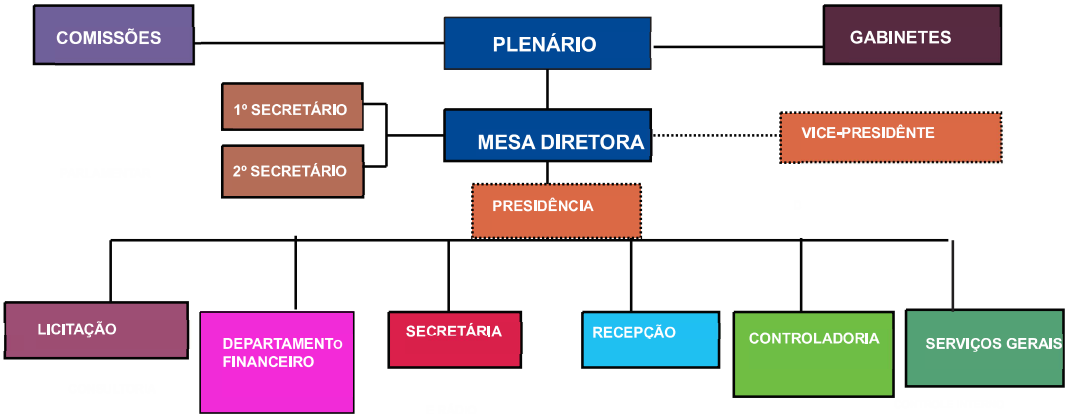 COMISSÕES
PLENÁRIO
GABINETES
1º SECRETÁRIO
2º SECRETÁRIO
MESA DIRETORA
VICE-PRESIDÊNTE
PRESIDÊNCIA
LICITAÇÃO
DEPARTAMENTO
FINANCEIRO
SECRETÁRIA
RECEPÇÃO
CONTROLADORIA
SERVIÇOS GERAIS